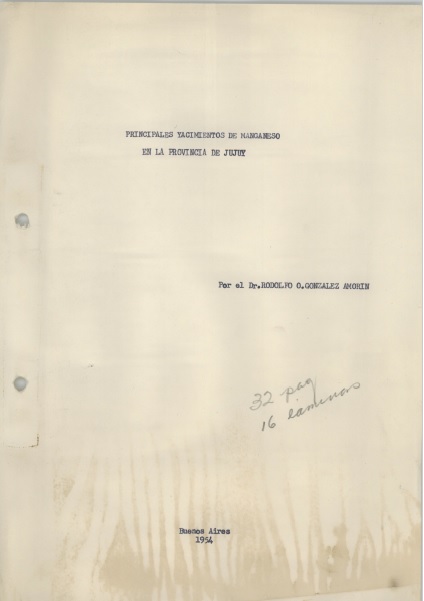 PRINCIPALES YACIMIENTOS DE MANGANESO
EN LA PROVINCIA DE JUJUY
Por el Dr.RODOLFO O.GONZALEZ AMORIN
32 pag
16 láminas
Buenos Aires
1954